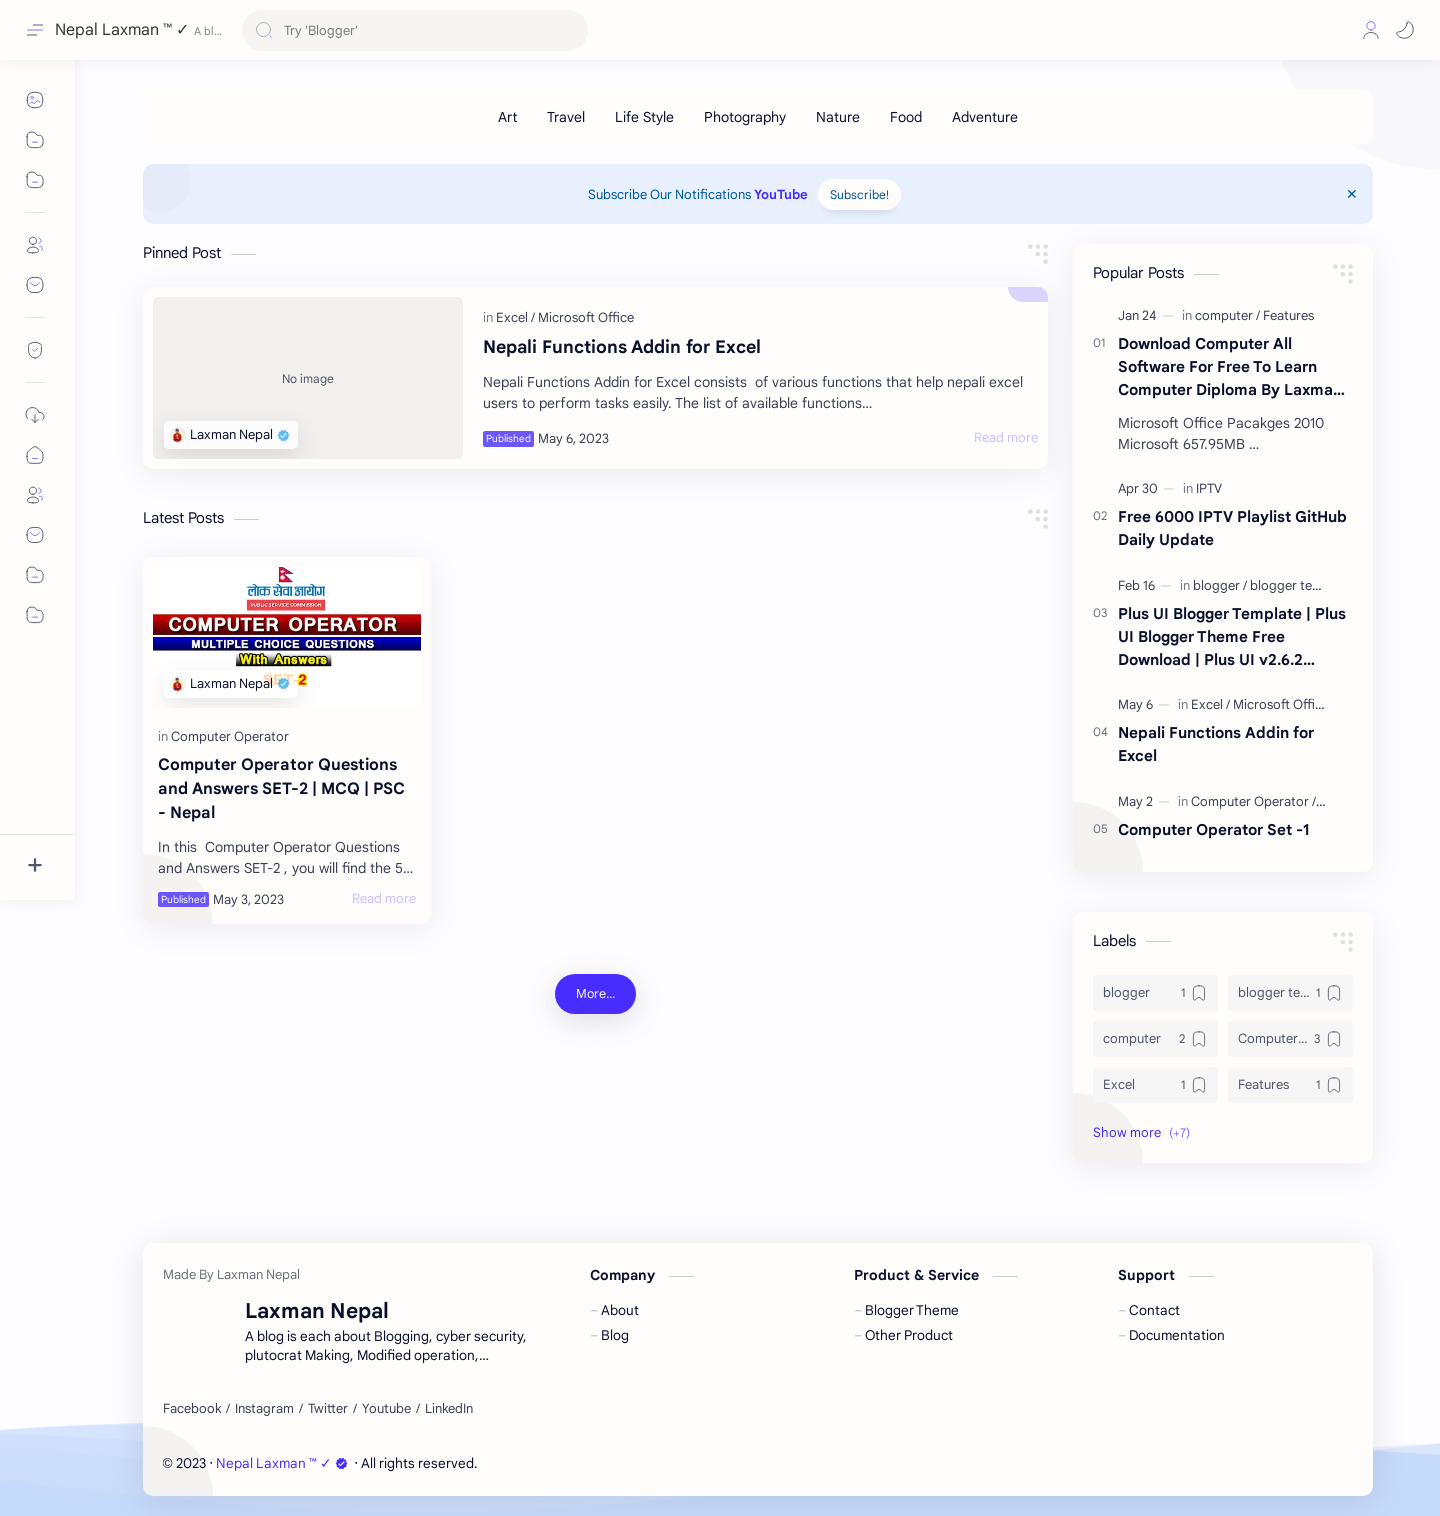 Nepal Laxman ™ ✓ A bl...
Try 'Blogger'
Art Travel Life Style Photography Nature Food Adventure
Subscribe Our Notifications YouTube Subscribe! ✕
Pinned Post
No image
Laxman Nepal
in Excel / Microsoft Office
Nepali Functions Addin for Excel
Nepali Functions Addin for Excel consists of various functions that help nepali excel
users to perform tasks easily. The list of available functions...
Published May 6, 2023 Read more
Latest Posts
लोक सेवा आयोग
PUBLIC SERVICE COMMISSION
COMPUTER OPERATOR
MULTIPLE CHOICE QUESTIONS
With Answers
SET-2
Laxman Nepal
in Computer Operator
Computer Operator Questions
and Answers SET-2 | MCQ | PSC
- Nepal
In this Computer Operator Questions
and Answers SET-2 , you will find the 5...
Published May 3, 2023 Read more
More...
Popular Posts
Jan 24 in computer / Features
01 Download Computer All
Software For Free To Learn
Computer Diploma By Laxma...
Microsoft Office Pacakges 2010
Microsoft 657.95MB ...
Apr 30 in IPTV
02 Free 6000 IPTV Playlist GitHub
Daily Update
Feb 16 in blogger / blogger te...
03 Plus UI Blogger Template | Plus
UI Blogger Theme Free
Download | Plus UI v2.6.2...
May 6 in Excel / Microsoft Offi...
04 Nepali Functions Addin for
Excel
May 2 in Computer Operator /...
05 Computer Operator Set -1
Labels
blogger 1 blogger te... 1
computer 2 Computer... 3
Excel 1 Features 1
Show more (+7)
Made By Laxman Nepal
Laxman Nepal
A blog is each about Blogging, cyber security,
plutocrat Making, Modified operation,...
Facebook / Instagram / Twitter / Youtube / LinkedIn
Company
– About
– Blog
Product & Service
– Blogger Theme
– Other Product
Support
– Contact
– Documentation
© 2023 · Nepal Laxman ™ ✓ · All rights reserved.